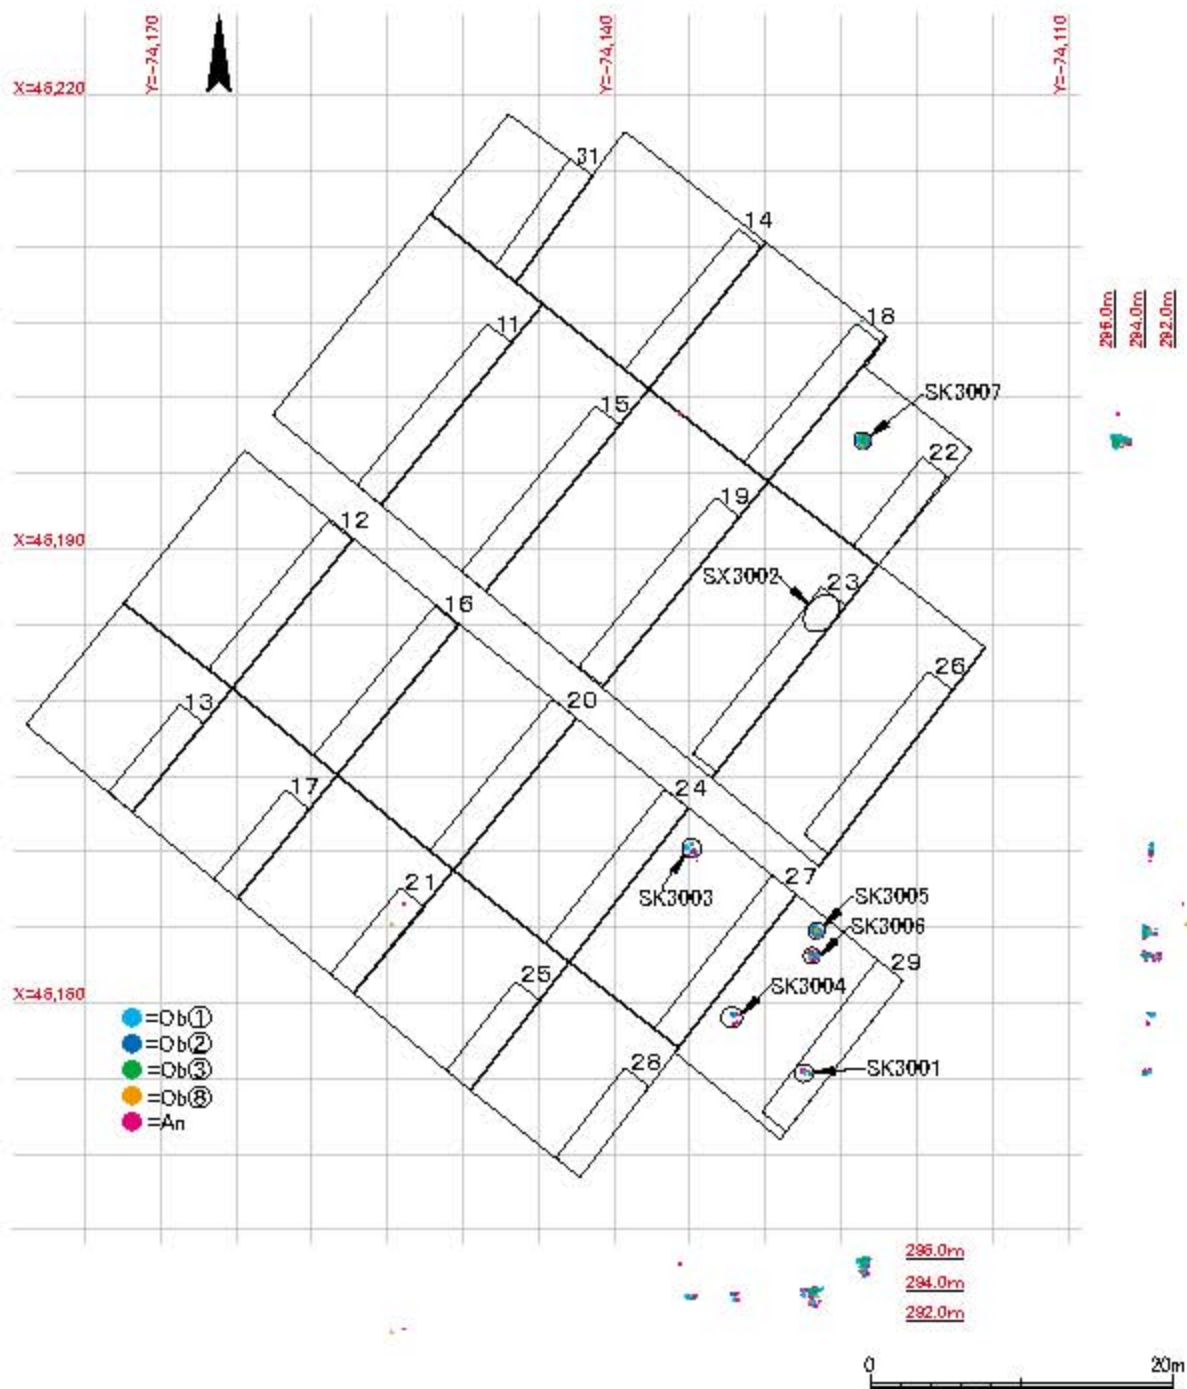 Y=-74,170
Y=-74,140
Y=-74,110
X=46,220
31
14
18
11
SK3007
15
22
296.0m
294.0m
292.0m
19
12
X=46,190
SX3002
23
16
26
20
13
17
24
27
SK3003
21
SK3005
SK3006
29
25
SK3004
X=46,160
28
SK3001
=Ob①
=Ob②
=Ob③
=Ob⑧
=An
296.0m
294.0m
292.0m
0
20m